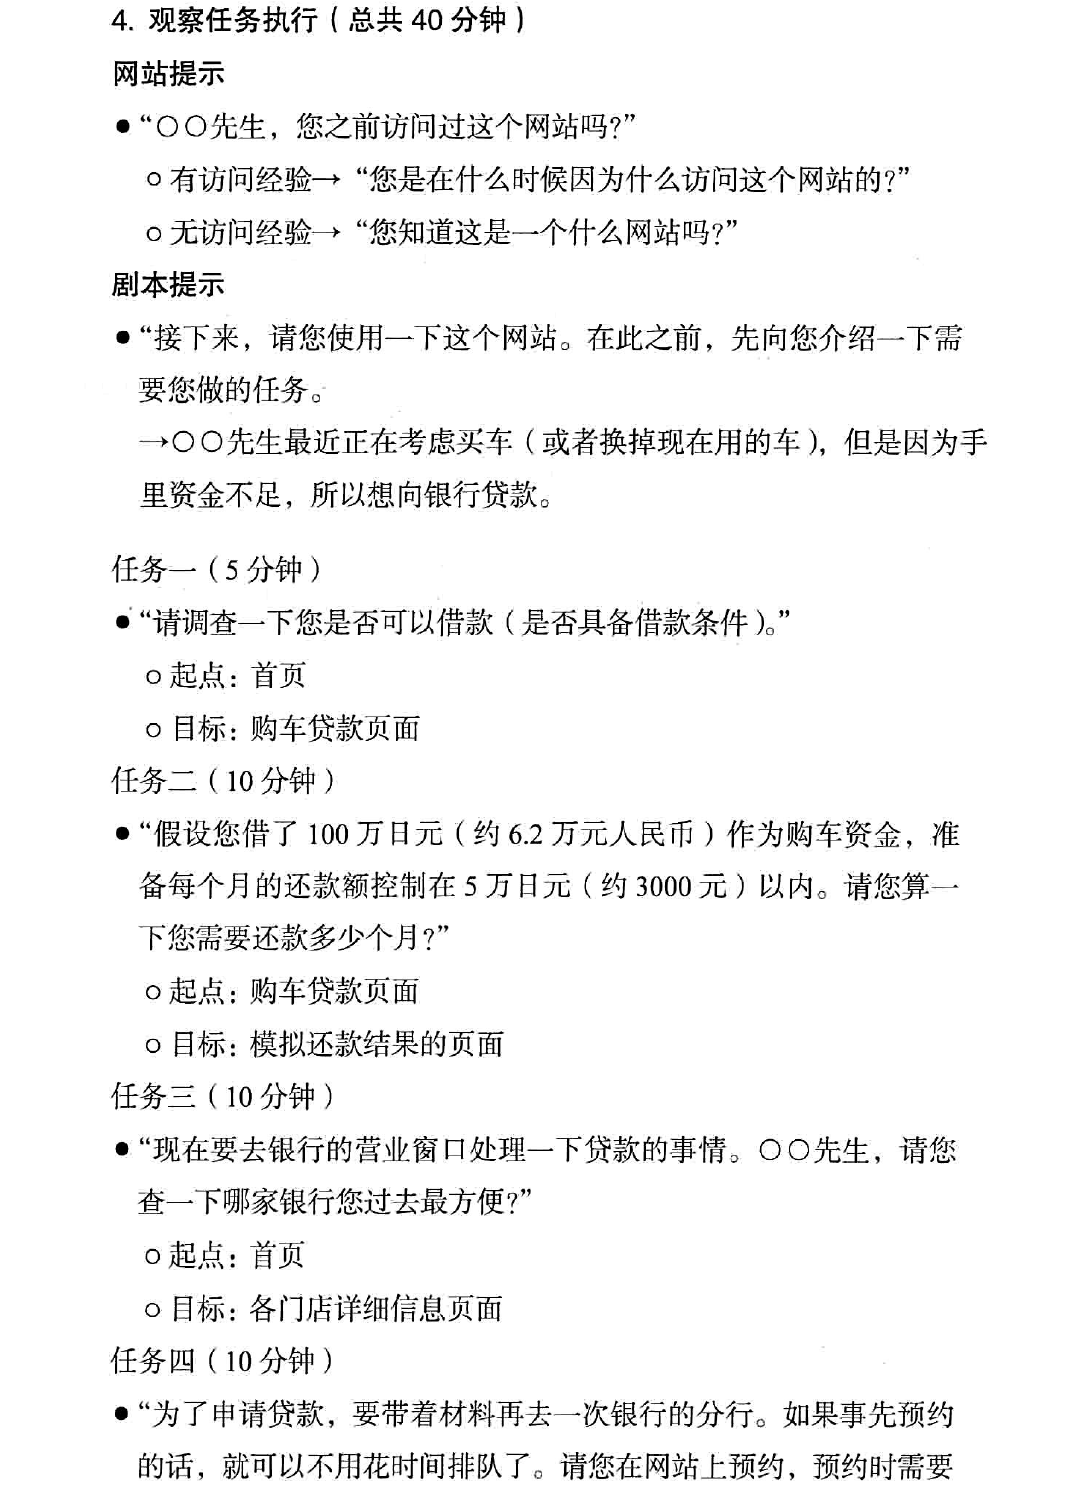 4. 观察任务执行（总共 40 分钟）
网站提示
●“〇〇先生，您之前访问过这个网站吗?”
○ 有访问经验→“您是在什么时候因为什么访问这个网站的?”
○ 无访问经验→“您知道这是一个什么网站吗?”
剧本提示
●“接下来，请您使用一下这个网站。在此之前，先向您介绍一下需
要您做的任务。
→〇〇先生最近正在考虑买车（或者换掉现在用的车），但是因为手
里资金不足，所以想向银行贷款。
任务一（5 分钟）
●“请调查一下您是否可以借款（是否具备借款条件）。”
○ 起点：首页
○ 目标：购车贷款页面
任务二（10 分钟）
●“假设您借了 100 万日元（约 6.2 万元人民币）作为购车资金，准
备每个月的还款额控制在 5 万日元（约 3000 元）以内。请您算一
下您需要还款多少个月?”
○ 起点：购车贷款页面
○ 目标：模拟还款结果的页面
任务三（10 分钟）
●“现在要去银行的营业窗口处理一下贷款的事情。〇〇先生，请您
查一下哪家银行您过去最方便?”
○ 起点：首页
○ 目标：各门店详细信息页面
任务四（10 分钟）
●“为了申请贷款，要带着材料再去一次银行的分行。如果事先预约
的话，就可以不用花时间排队了。请您在网站上预约，预约时需要